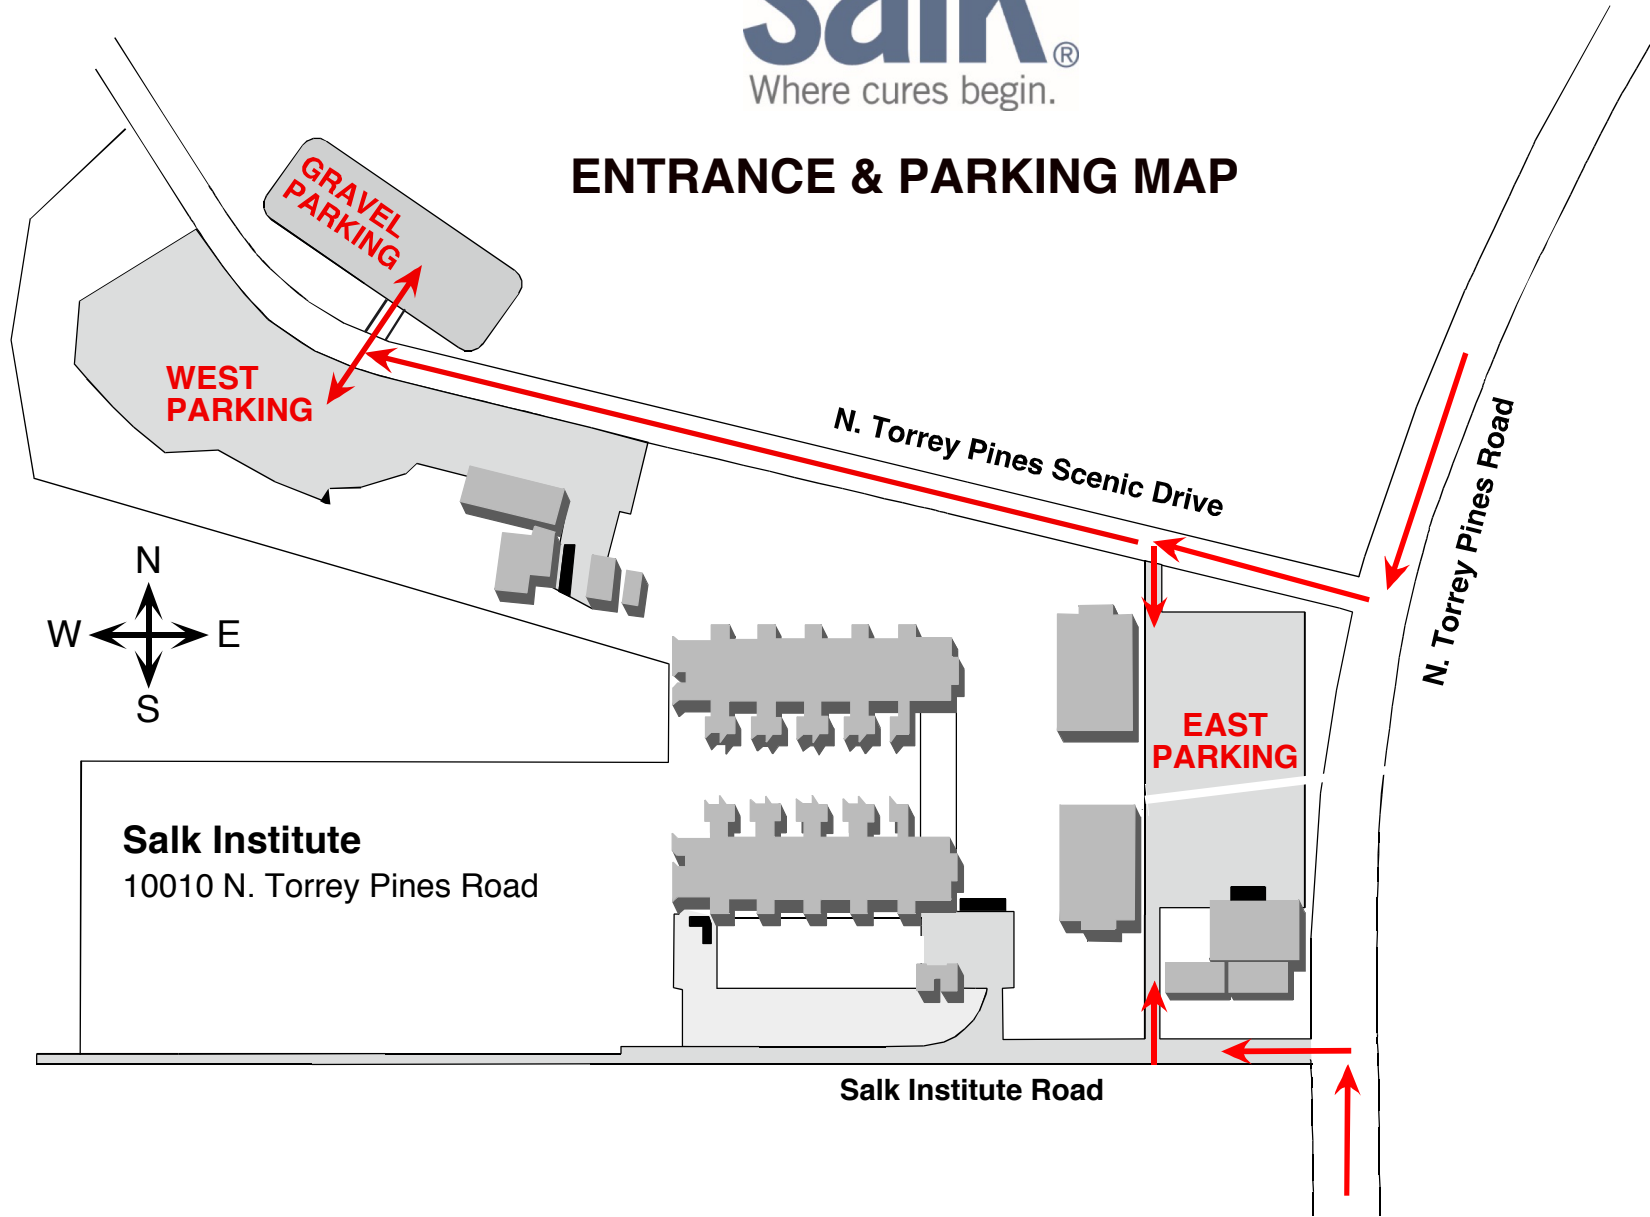 Salk®
Where cures begin.
ENTRANCE & PARKING MAP
GRAVEL
PARKING
WEST
PARKING
N. Torrey Pines Scenic Drive
N. Torrey Pines Road
N
W E
S
EAST
PARKING
Salk Institute
10010 N. Torrey Pines Road
Salk Institute Road